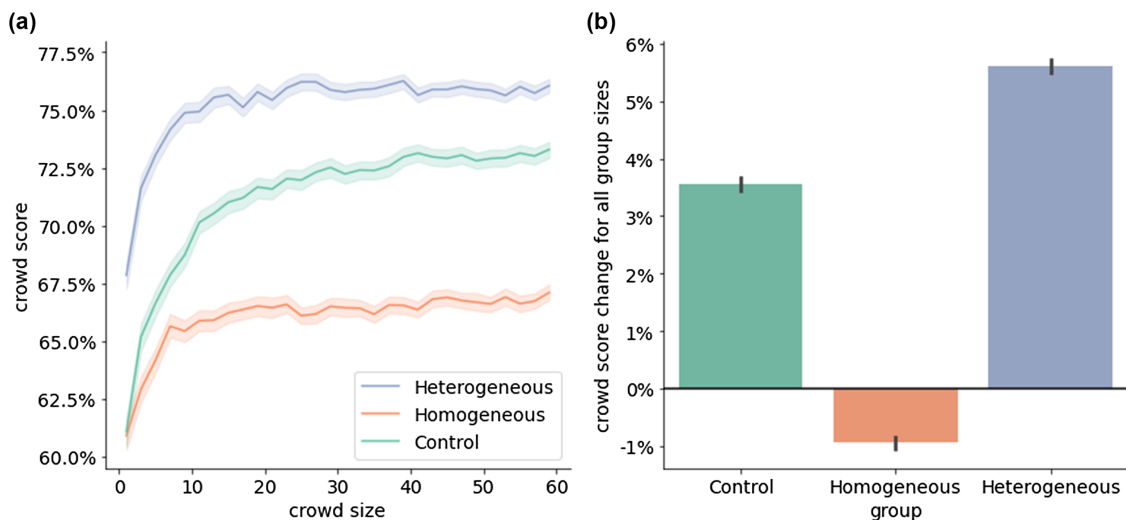 (a)
77.5%
75.0%
72.5%
70.0%
67.5%
65.0%
62.5%
60.0%
crowd score
0 10 20 30 40 50 60
crowd size
Heterogeneous
Homogeneous
Control
(b)
6%
5%
4%
3%
2%
1%
0%
-1%
crowd score change for all group sizes
Control Homogeneous Heterogeneous
group